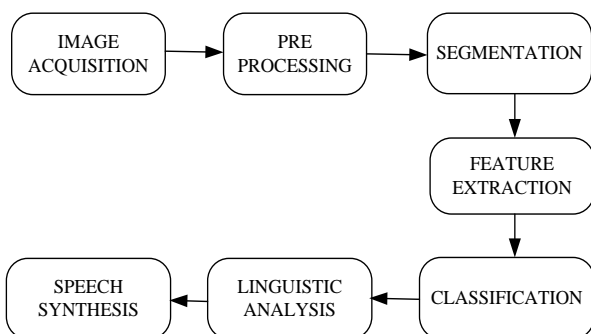 IMAGE
ACQUISITION
PRE
PROCESSING
SEGMENTATION
FEATURE
EXTRACTION
CLASSIFICATION
LINGUISTIC
ANALYSIS
SPEECH
SYNTHESIS